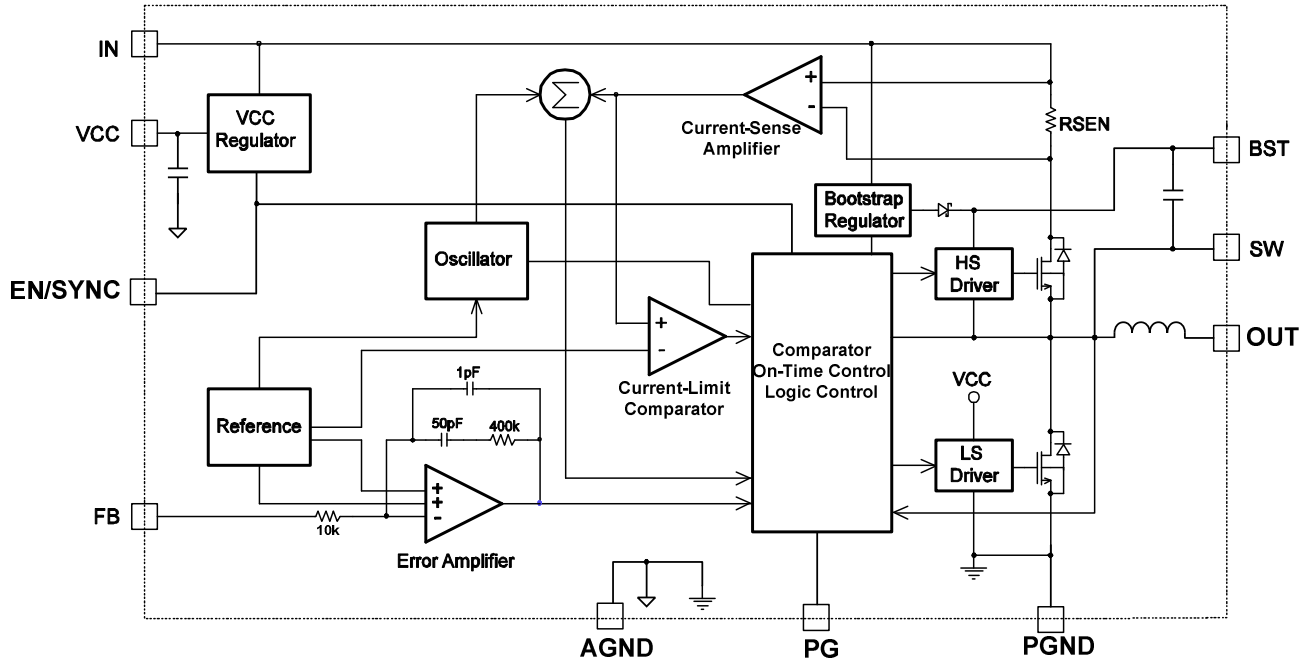 IN
VCC
Regulator
VCC
EN/SYNC
Σ
+
-
Current-Sense
Amplifier
RSEN
BST
Bootstrap
Regulator
SW
Oscillator
HS
Driver
+
-
Current-Limit
Comparator
Comparator
On-Time Control
Logic Control
OUT
VCC
1pF
50pF
400k
Reference
LS
Driver
FB
10k
+
+
-
Error Amplifier
AGND
PG
PGND